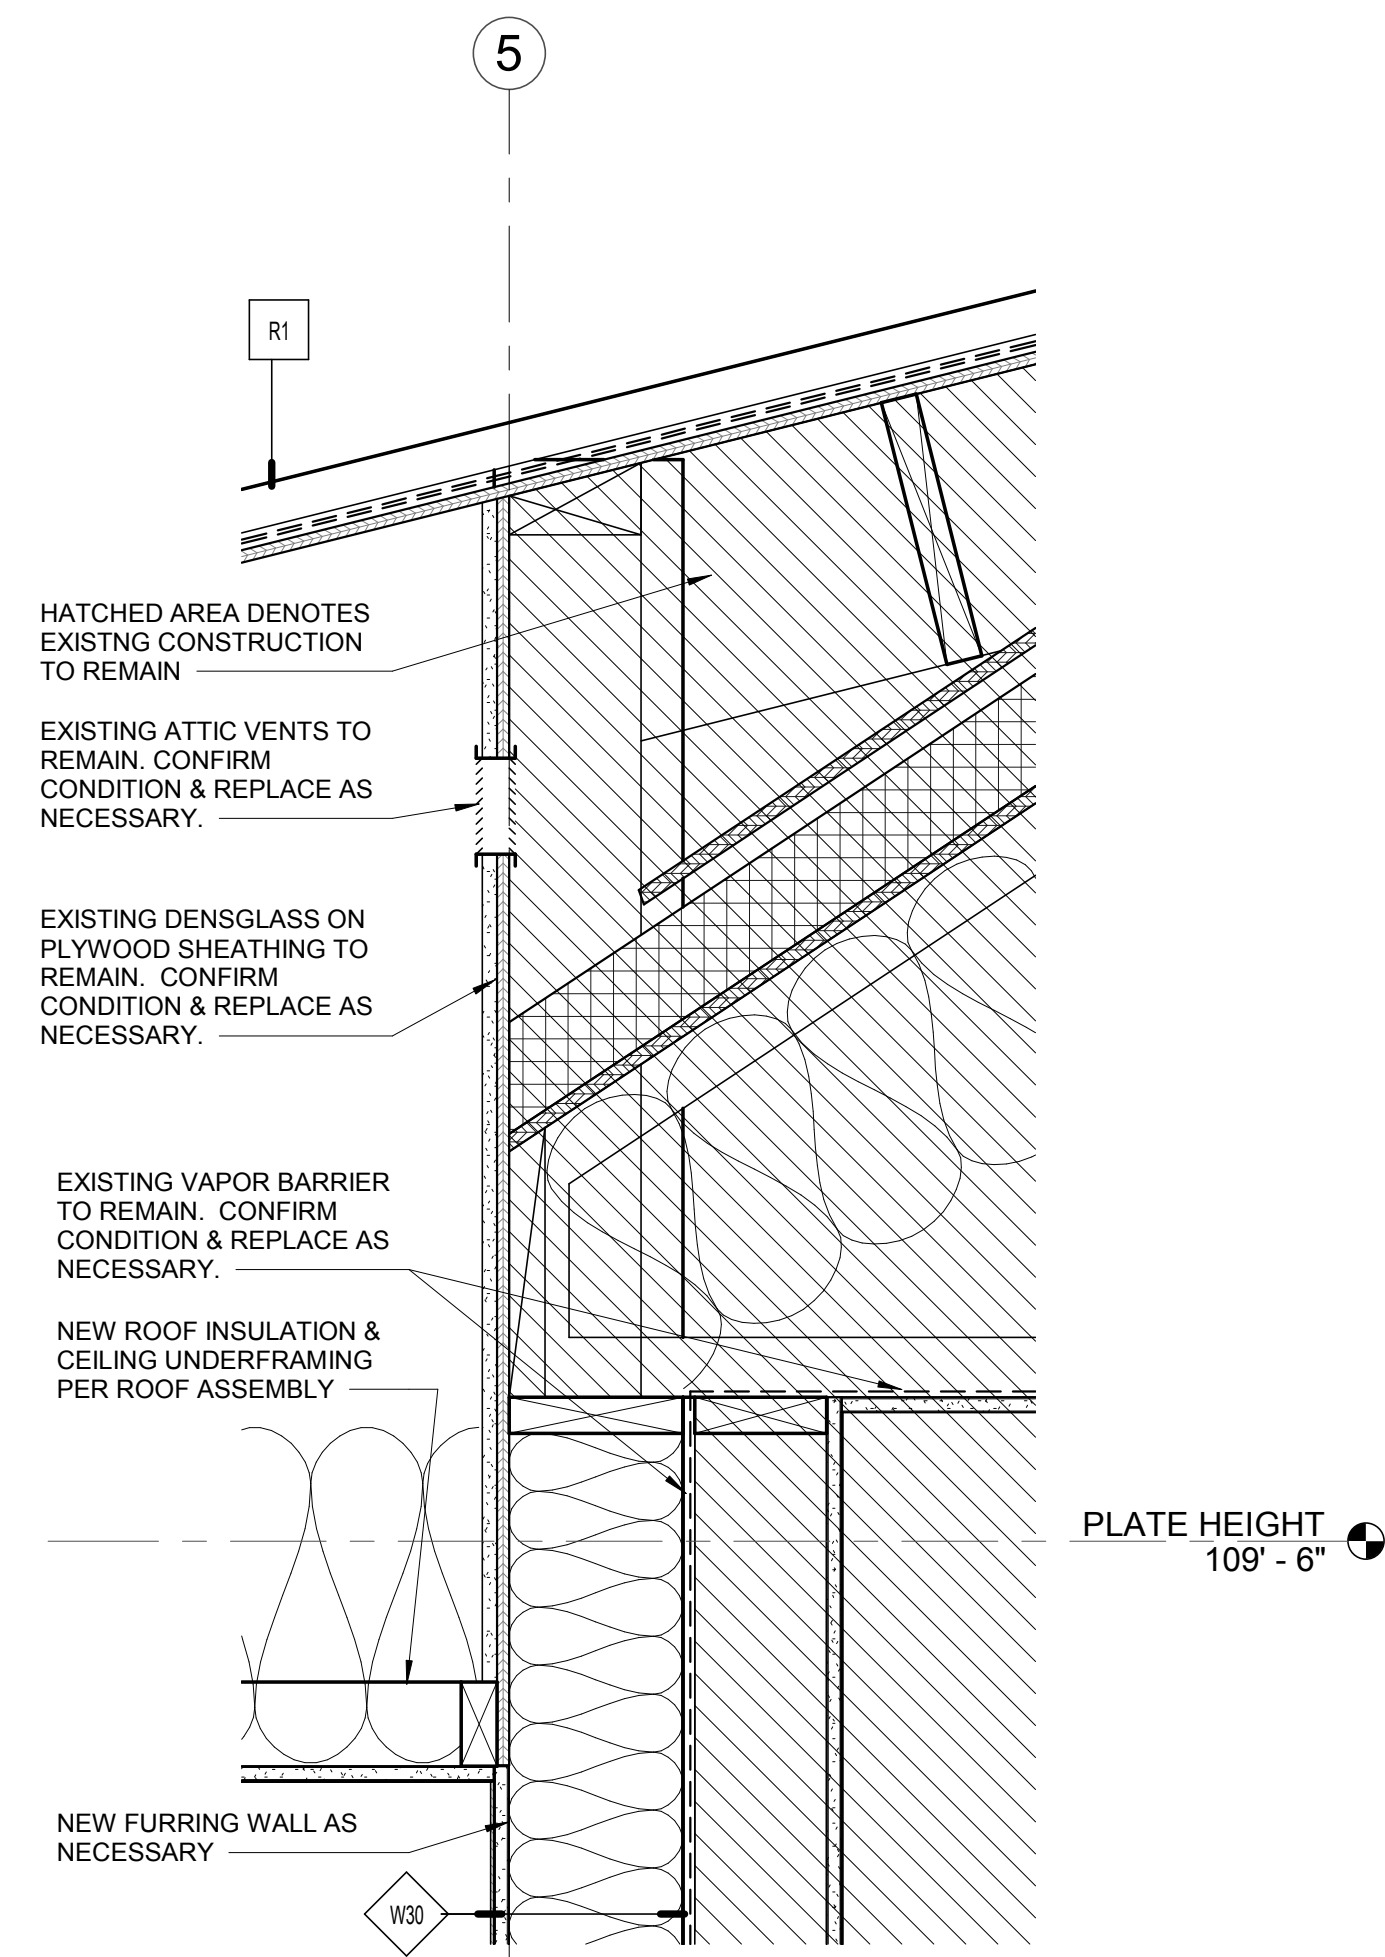 5
R1
HATCHED AREA DENOTES
EXISTNG CONSTRUCTION
TO REMAIN
EXISTING ATTIC VENTS TO
REMAIN. CONFIRM
CONDITION & REPLACE AS
NECESSARY.
EXISTING DENSGLASS ON
PLYWOOD SHEATHING TO
REMAIN.  CONFIRM
CONDITION & REPLACE AS
NECESSARY.
EXISTING VAPOR BARRIER
TO REMAIN.  CONFIRM
CONDITION & REPLACE AS
NECESSARY.
NEW ROOF INSULATION &
CEILING UNDERFRAMING
PER ROOF ASSEMBLY
PLATE HEIGHT
109' - 6"
NEW FURRING WALL AS
NECESSARY
W30